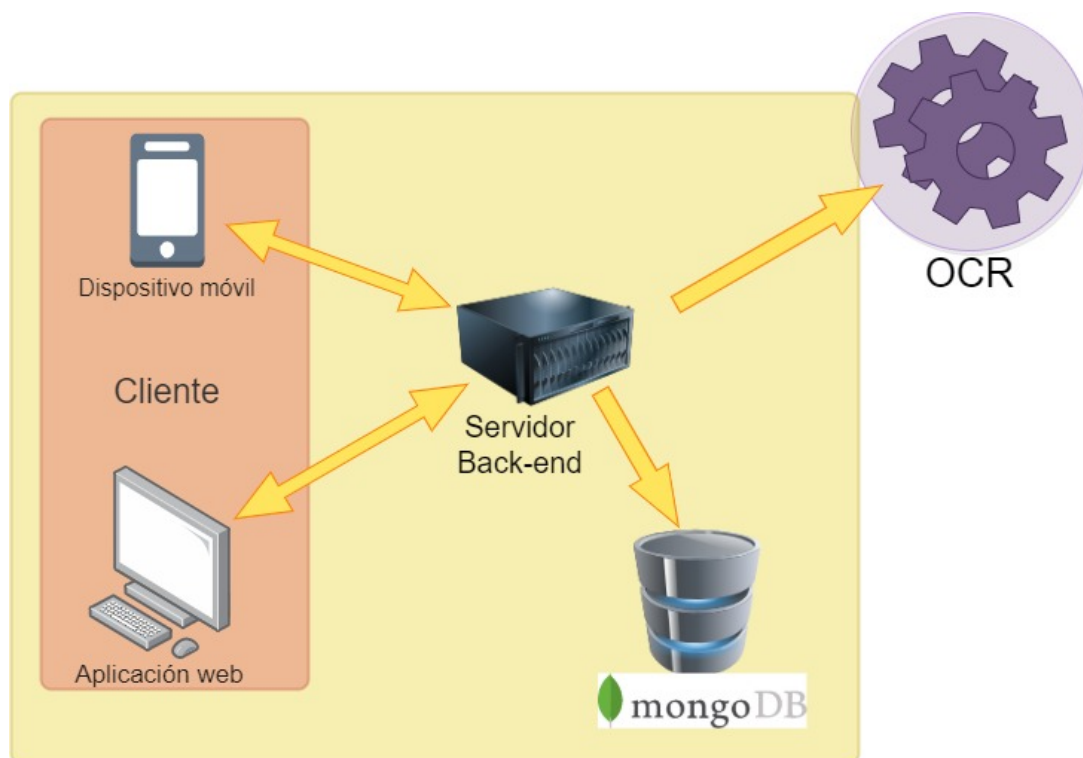 OCR
Dispositivo móvil
Cliente
Servidor
Back-end
Aplicación web
mongoDB